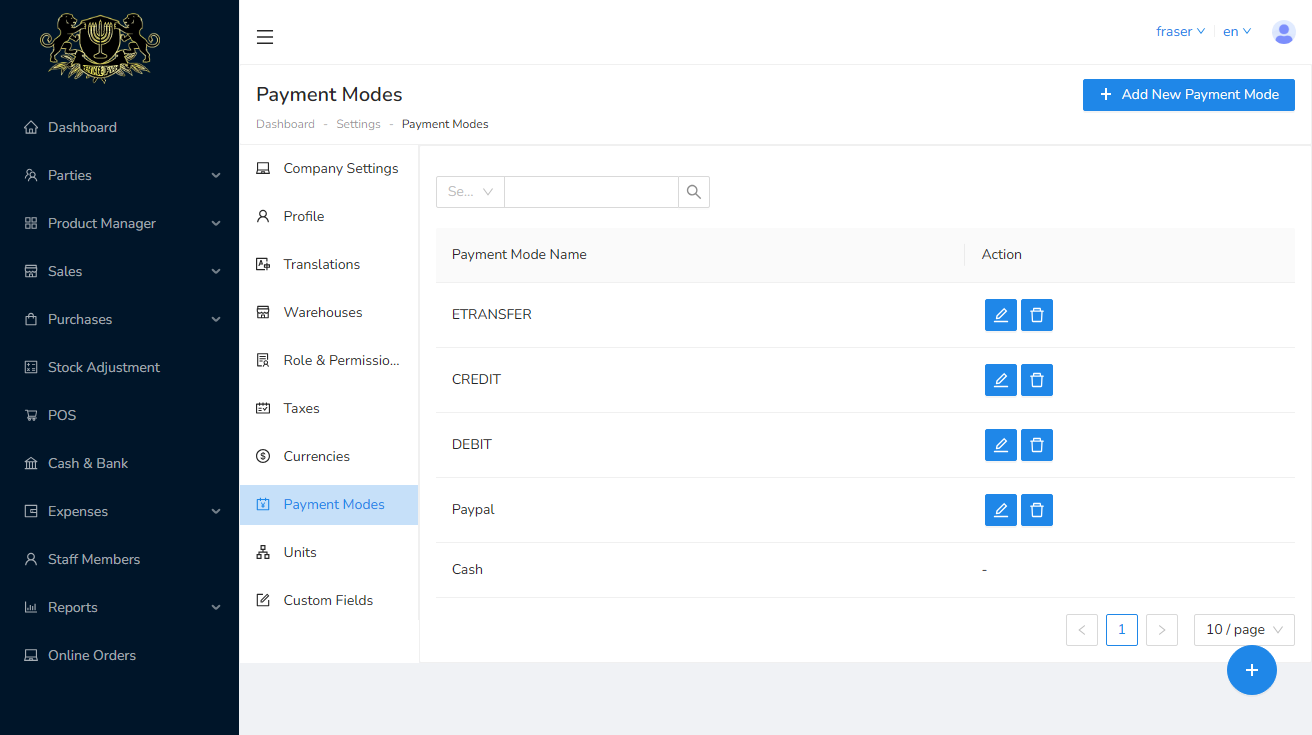 fraser
en
Payment Modes
Add New Payment Mode
Dashboard - Settings - Payment Modes
Dashboard
Parties
Product Manager
Sales
Purchases
Stock Adjustment
POS
Cash & Bank
Expenses
Staff Members
Reports
Online Orders
Company Settings
Profile
Translations
Warehouses
Role & Permissio...
Taxes
Currencies
Payment Modes
Units
Custom Fields
Se...
Payment Mode Name Action
ETRANSFER
CREDIT
DEBIT
Paypal
Cash -
1
10 / page